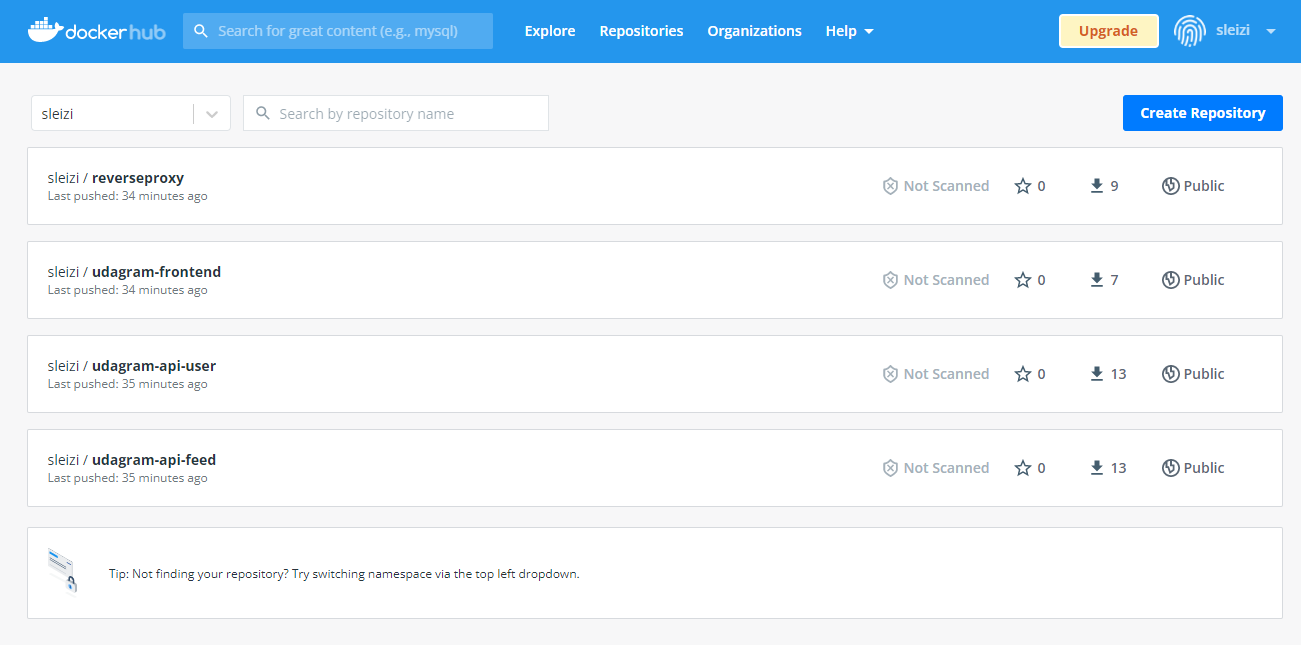 docker hub Search for great content (e.g., mysql) Explore Repositories Organizations Help Upgrade sleizi
sleizi Search by repository name Create Repository
sleizi / reverseproxy
Last pushed: 34 minutes ago
Not Scanned 0 9 Public
sleizi / udagram-frontend
Last pushed: 34 minutes ago
Not Scanned 0 7 Public
sleizi / udagram-api-user
Last pushed: 35 minutes ago
Not Scanned 0 13 Public
sleizi / udagram-api-feed
Last pushed: 35 minutes ago
Not Scanned 0 13 Public
Tip: Not finding your repository? Try switching namespace via the top left dropdown.